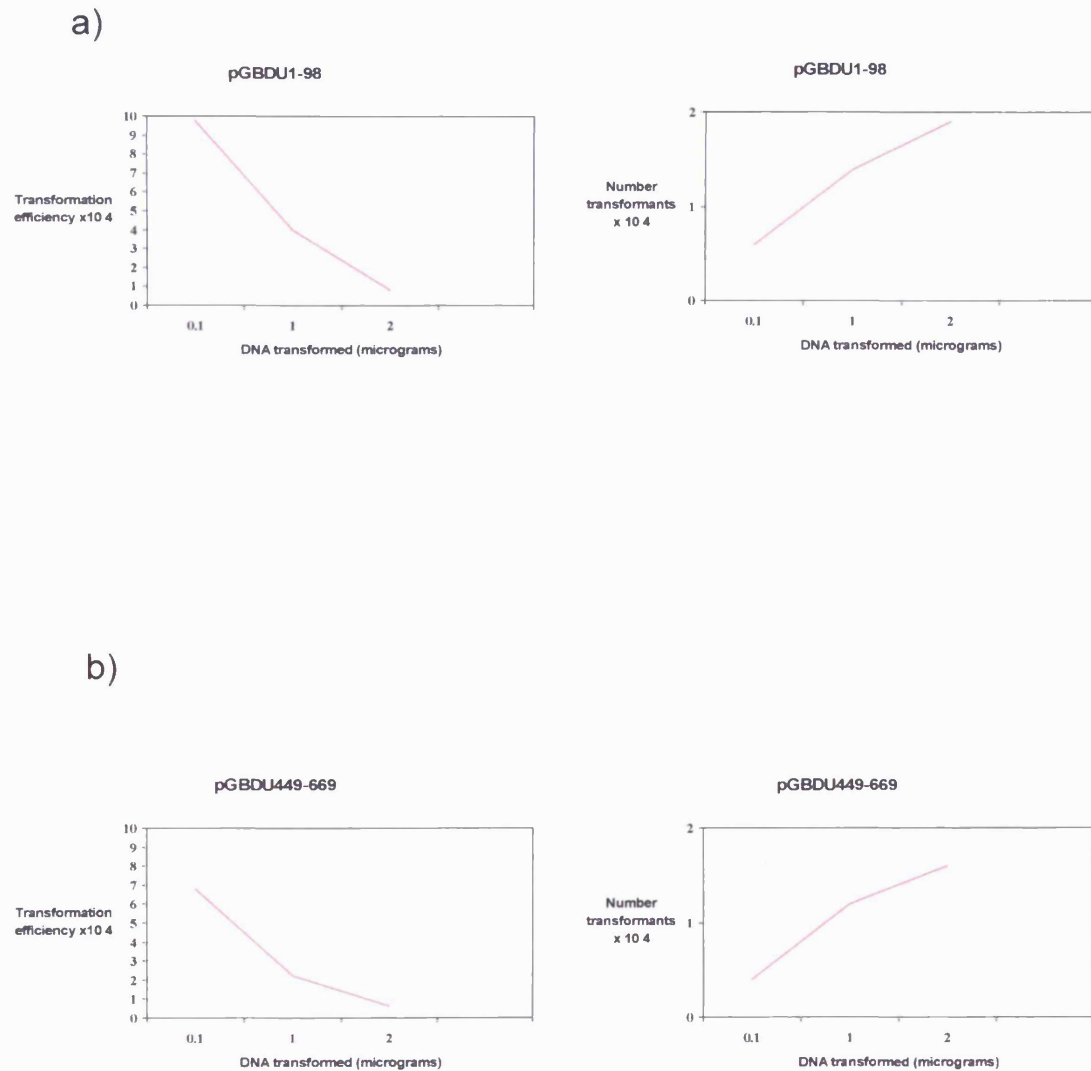 a)
pGBDU1-98
10
9
8
7
6
5
4
3
2
1
0
Transformation
efficiency x10 4
0.1 1 2
DNA transformed (micrograms)
pGBDU1-98
2
1
0
Number
transformants
x 10 4
0.1 1 2
DNA transformed (micrograms)
b)
pGBDU449-669
10
9
8
7
6
5
4
3
2
1
0
Transformation
efficiency x10 4
0.1 1 2
DNA transformed (micrograms)
pGBDU449-669
2
1
0
Number
transformants
x 10 4
0.1 1 2
DNA transformed (micrograms)